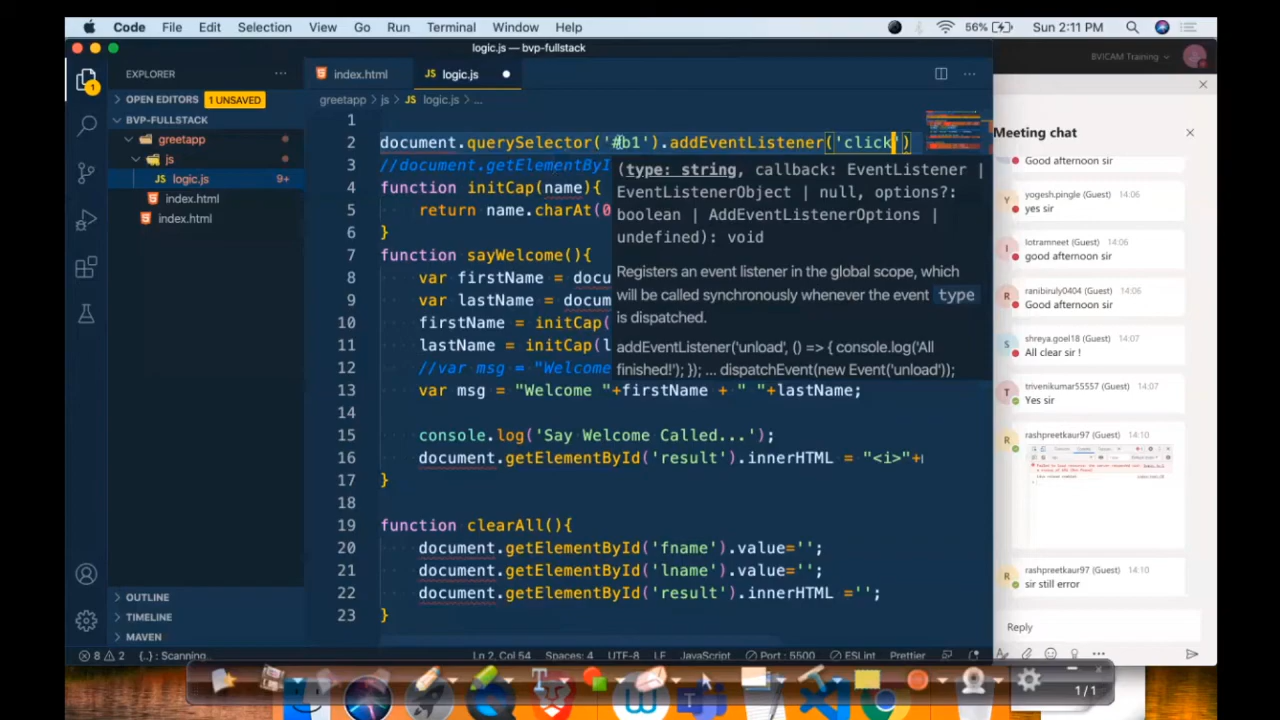 Code File Edit Selection View Go Run Terminal Window Help 56% Sun 2:11 PM
logic.js — bvp-fullstack
EXPLORER
OPEN EDITORS 1 UNSAVED
BVP-FULLSTACK
greetapp
js
JS logic.js 9+
index.html
index.html
OUTLINE
TIMELINE
MAVEN
index.html JS logic.js
greetapp > js > JS logic.js > ...
1
2 document.querySelector('#b1').addEventListener('click')
3 //document.getElementByI
4 function initCap(name){
5 return name.charAt(0
6 }
7 function sayWelcome(){
8 var firstName = docu
9 var lastName = docum
10 firstName = initCap(
11 lastName = initCap(l
12 //var msg = "Welcome
13 var msg = "Welcome "+firstName + " "+lastName;
14
15 console.log('Say Welcome Called...');
16 document.getElementById('result').innerHTML = "<i>"+
17 }
18
19 function clearAll(){
20 document.getElementById('fname').value='';
21 document.getElementById('lname').value='';
22 document.getElementById('result').innerHTML ='';
23 }
(type: string, callback: EventListener |
EventListenerObject | null, options?:
boolean | AddEventListenerOptions |
undefined): void
Registers an event listener in the global scope, which
will be called synchronously whenever the event type
is dispatched.
addEventListener('unload', () => { console.log('All
finished!'); }); ... dispatchEvent(new Event('unload'));
8 2 {..} : Scanning.. Ln 2, Col 54 Spaces: 4 UTF-8 LF JavaScript Port : 5500 ESLint Prettier
BVICAM Training
Meeting chat
Good afternoon sir
yogesh.pingle (Guest) 14:06
yes sir
lotramneet (Guest) 14:06
good afternoon sir
ranibiruly0404 (Guest) 14:06
Good afternoon sir
shreya.goel18 (Guest) 14:07
All clear sir !
trivenikumar55557 (Guest) 14:07
Yes sir
rashpreetkaur97 (Guest) 14:10
rashpreetkaur97 (Guest) 14:10
sir still error
Reply
1/1